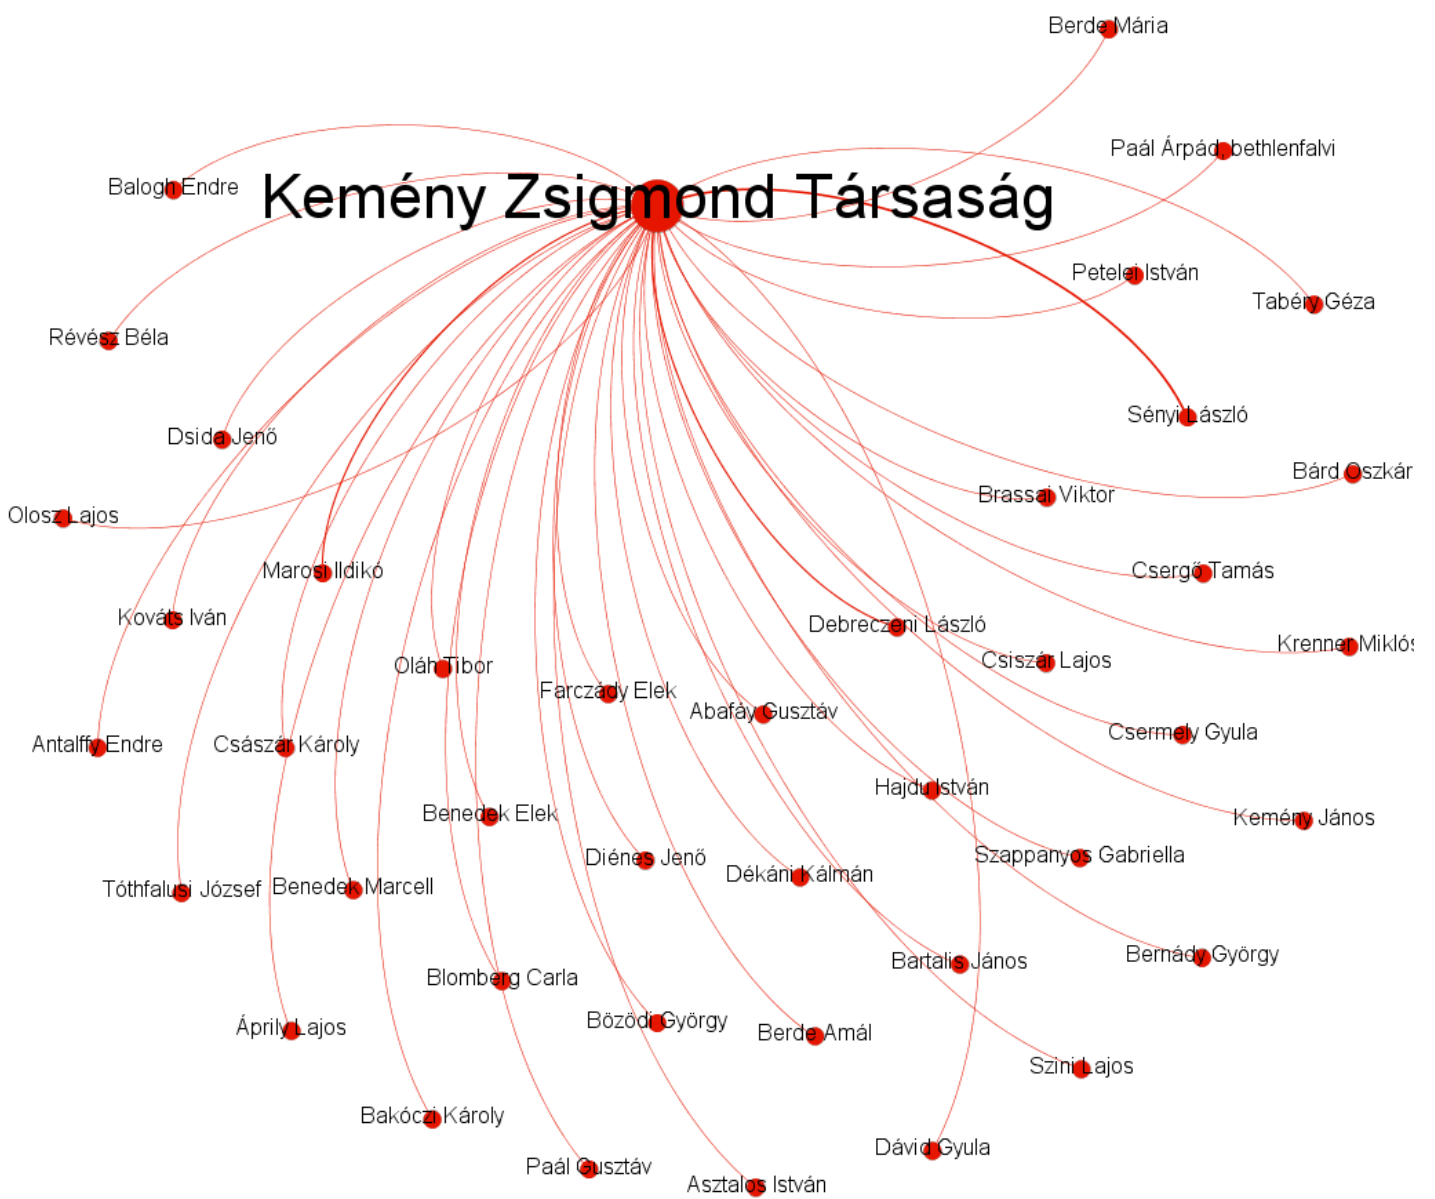 Berde Mária
Paál Árpád, bethlenfalvi
Balogh Endre
Kemény Zsigmond Társaság
Petelei István
Tabéry Géza
Révész Béla
Sényi László
Dsida Jenő
Bárd Oszkár
Brassai Viktor
Olosz Lajos
Marosi Ildikó
Csergő Tamás
Kováts Iván
Debreczeni László
Krenner Miklós
Csiszár Lajos
Oláh Tibor
Farczády Elek
Abafáy Gusztáv
Csermely Gyula
Antalffy Endre
Császár Károly
Hajdu István
Benedek Elek
Kemény János
Szappanyos Gabriella
Diénes Jenő
Dékáni Kálmán
Tóthfalusi József
Benedek Marcell
Bernády György
Bartalis János
Blomberg Carla
Bözödi György
Áprily Lajos
Berde Amál
Szini Lajos
Bakóczi Károly
Dávid Gyula
Paál Gusztáv
Asztalos István